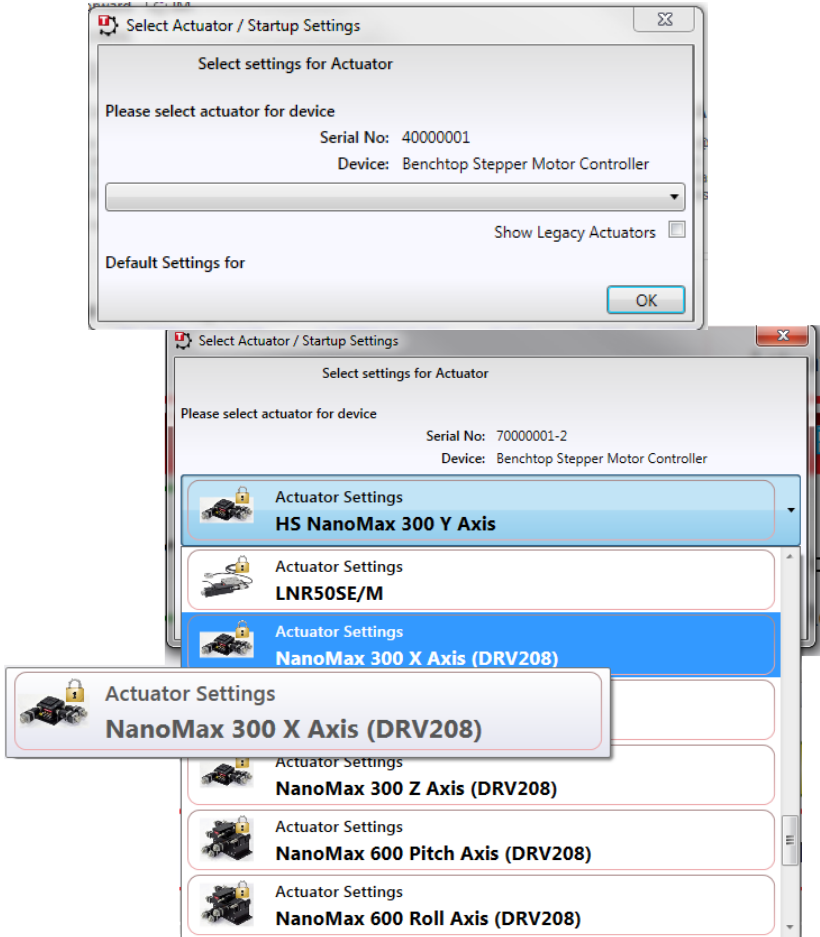 Select Actuator / Startup Settings
Select settings for Actuator
Please select actuator for device
Serial No: 40000001
Device: Benchtop Stepper Motor Controller
Show Legacy Actuators
Default Settings for
OK
Select Actuator / Startup Settings
Select settings for Actuator
Please select actuator for device
Serial No: 70000001-2
Device: Benchtop Stepper Motor Controller
Actuator Settings
HS NanoMax 300 Y Axis
Actuator Settings
LNR50SE/M
Actuator Settings
NanoMax 300 X Axis (DRV208)
Actuator Settings
NanoMax 300 X Axis (DRV208)
Actuator Settings
NanoMax 300 Z Axis (DRV208)
Actuator Settings
NanoMax 600 Pitch Axis (DRV208)
Actuator Settings
NanoMax 600 Roll Axis (DRV208)